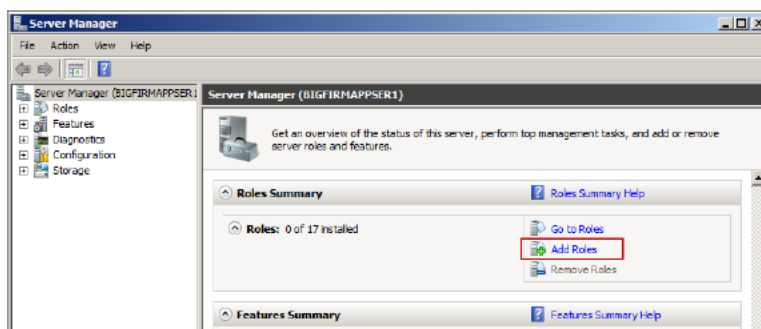 Server Manager
File Action View Help
Server Manager (BIGFIRMAPPSER1
Roles
Features
Diagnostics
Configuration
Storage
Server Manager (BIGFIRMAPPSER1)
Get an overview of the status of this server, perform top management tasks, and add or remove
server roles and features.
Roles Summary
Roles Summary Help
Roles: 0 of 17 installed
Go to Roles
Add Roles
Remove Roles
Features Summary
Features Summary Help